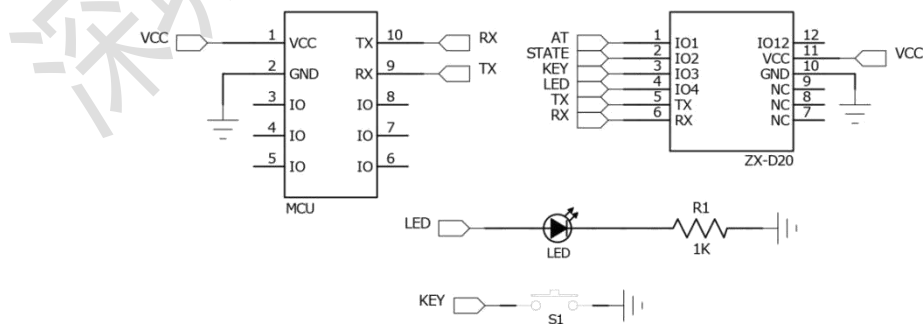 深圳
VCC
1 VCC TX 10 RX
2 GND RX 9 TX
3 IO IO 8
4 IO IO 7
5 IO IO 6
MCU
AT 1 IO1 IO12 12
STATE 2 IO2 VCC 11 VCC
KEY 3 IO3 GND 10
LED 4 IO4 NC 9
TX 5 TX NC 8
RX 6 RX NC 7
ZX-D20
LED
LED
R1
1K
KEY
S1